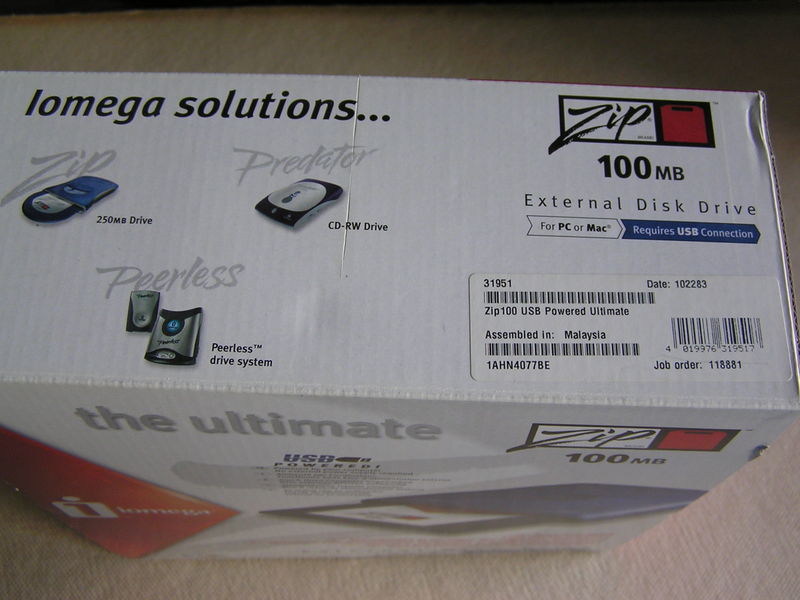 Iomega solutions...
Zip
250MB Drive
Predator
CD-RW Drive
Peerless
Peerless™
drive system
Zip
100MB
External Disk Drive
For PC or Mac®
Requires USB Connection
31951
Date: 102283
Zip100 USB Powered Ultimate
Assembled in: Malaysia
4 019976 319517
1AHN4077BE
Job order: 118881
the ultimate
Zip
100MB
USB
POWERED!
iomega